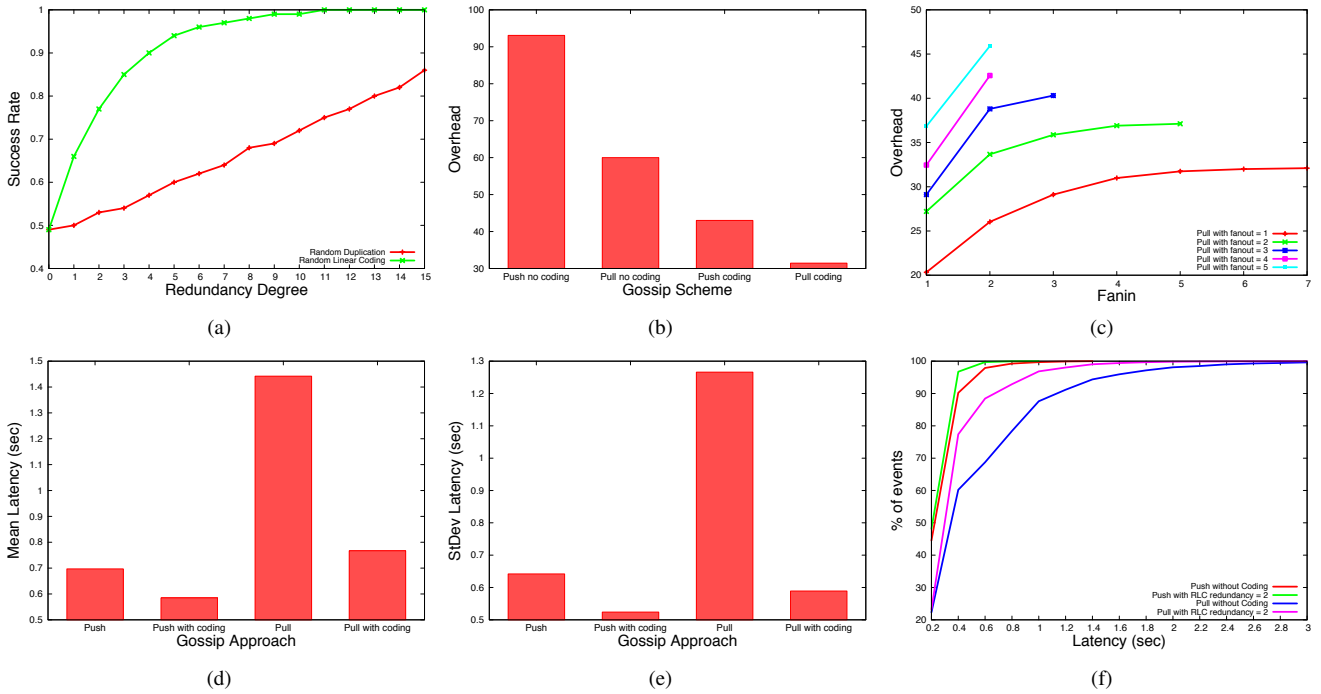 1
0.9
0.8
0.7
0.6
0.5
0.4
Success Rate
Random Duplication
Random Linear Coding
0 1 2 3 4 5 6 7 8 9 10 11 12 13 14 15
Redundancy Degree
(a)
100
90
80
70
60
50
40
30
Overhead
Push no coding Pull no coding Push coding Pull coding
Gossip Scheme
(b)
50
45
40
35
30
25
20
Overhead
Pull with fanout = 1
Pull with fanout = 2
Pull with fanout = 3
Pull with fanout = 4
Pull with fanout = 5
1 2 3 4 5 6 7
Fanin
(c)
1.5
1.4
1.3
1.2
1.1
1
0.9
0.8
0.7
0.6
0.5
Mean Latency (sec)
Push Push with coding Pull Pull with coding
Gossip Approach
(d)
1.3
1.2
1.1
1
0.9
0.8
0.7
0.6
0.5
StDev Latency (sec)
Push Push with coding Pull Pull with coding
Gossip Approach
(e)
100
90
80
70
60
50
40
30
20
% of events
Push without Coding
Push with RLC redundancy = 2
Pull without Coding
Pull with RLC redundancy = 2
0.2 0.4 0.6 0.8 1 1.2 1.4 1.6 1.8 2 2.2 2.4 2.6 2.8 3
Latency (sec)
(f)